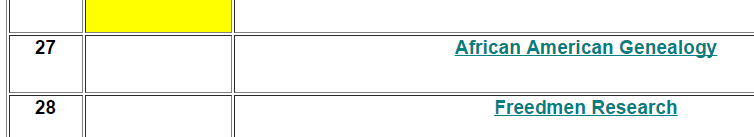 27 African American Genealogy
28 Freedmen Research